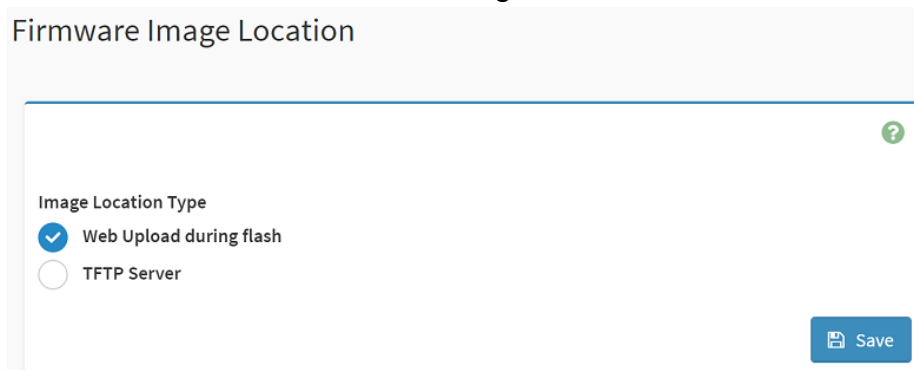 Firmware Image Location
?
Image Location Type
Web Upload during flash
TFTP Server
Save